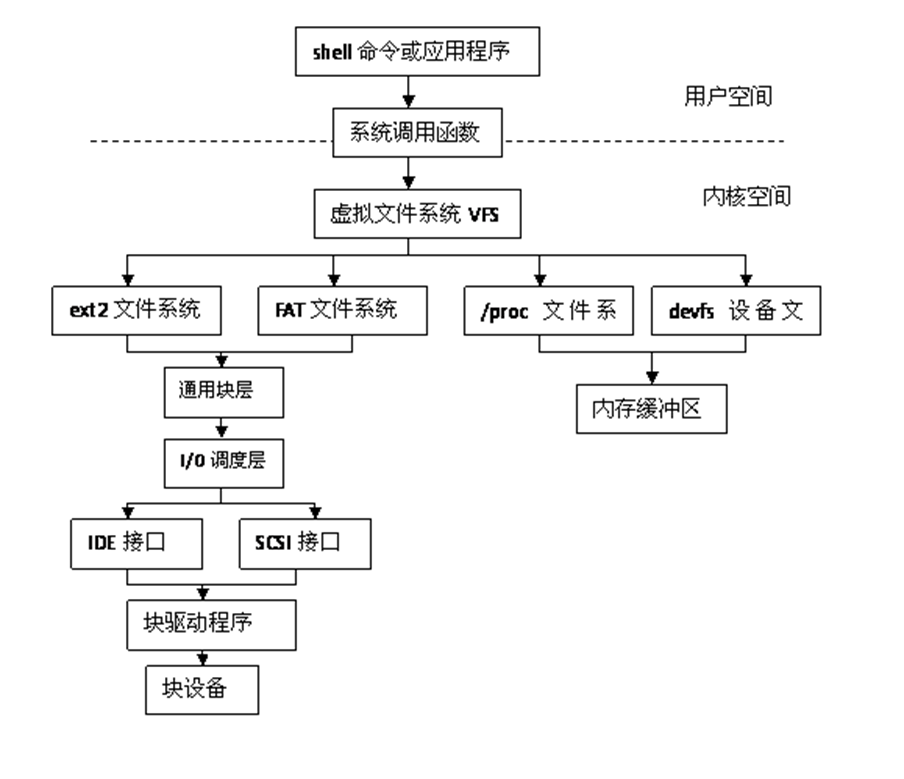 shell 命令或应用程序
用户空间
系统调用函数
内核空间
虚拟文件系统 VFS
ext2 文件系统
FAT 文件系统
/proc 文件系
devfs 设备文
通用块层
内存缓冲区
I/O 调度层
IDE 接口
SCSI 接口
块驱动程序
块设备